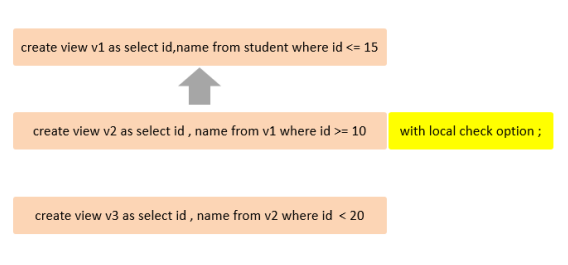 create view v1 as select id,name from student where id <= 15
create view v2 as select id , name from v1 where id >= 10 with local check option ;
create view v3 as select id , name from v2 where id < 20